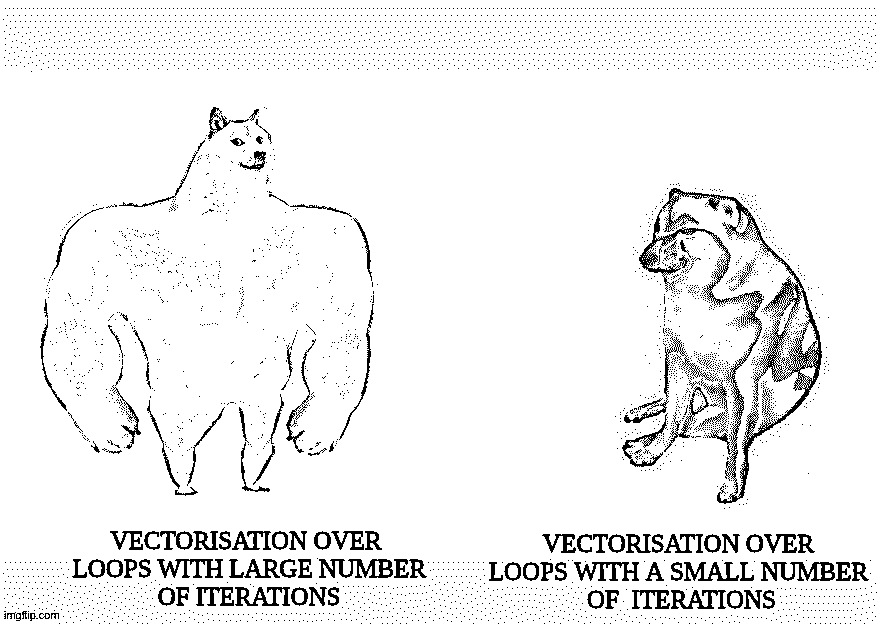 VECTORISATION OVER
LOOPS WITH LARGE NUMBER
OF ITERATIONS
VECTORISATION OVER
LOOPS WITH A SMALL NUMBER
OF ITERATIONS
imgflip.com